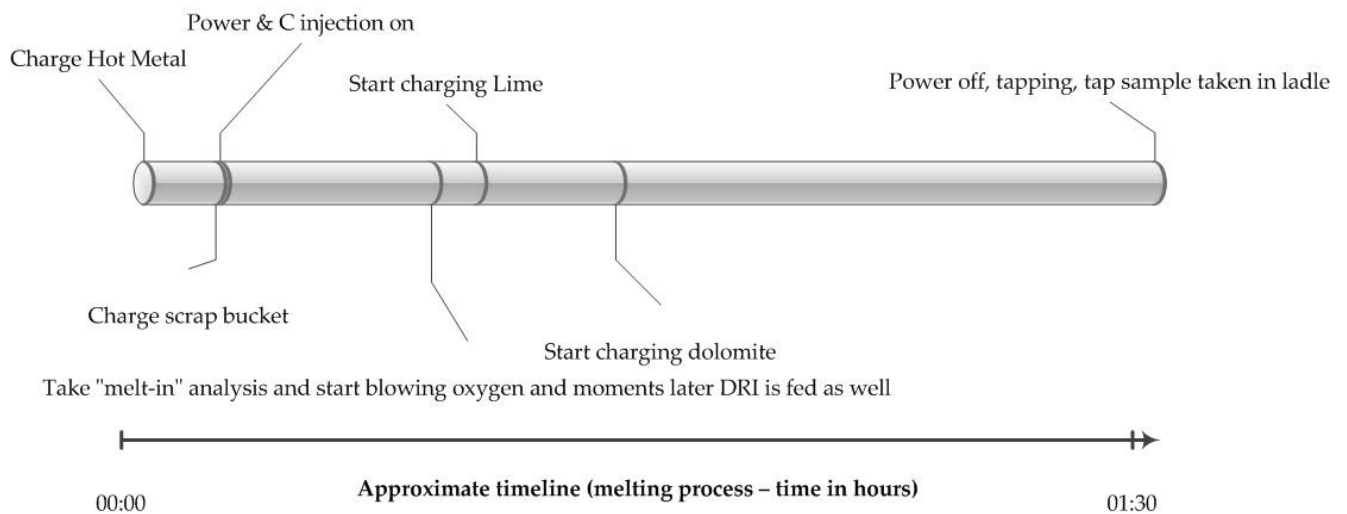 Power & C injection on
Charge Hot Metal
Start charging Lime
Power off, tapping, tap sample taken in ladle
Charge scrap bucket
Start charging dolomite
Take "melt-in" analysis and start blowing oxygen and moments later DRI is fed as well
Approximate timeline (melting process – time in hours)
00:00
01:30